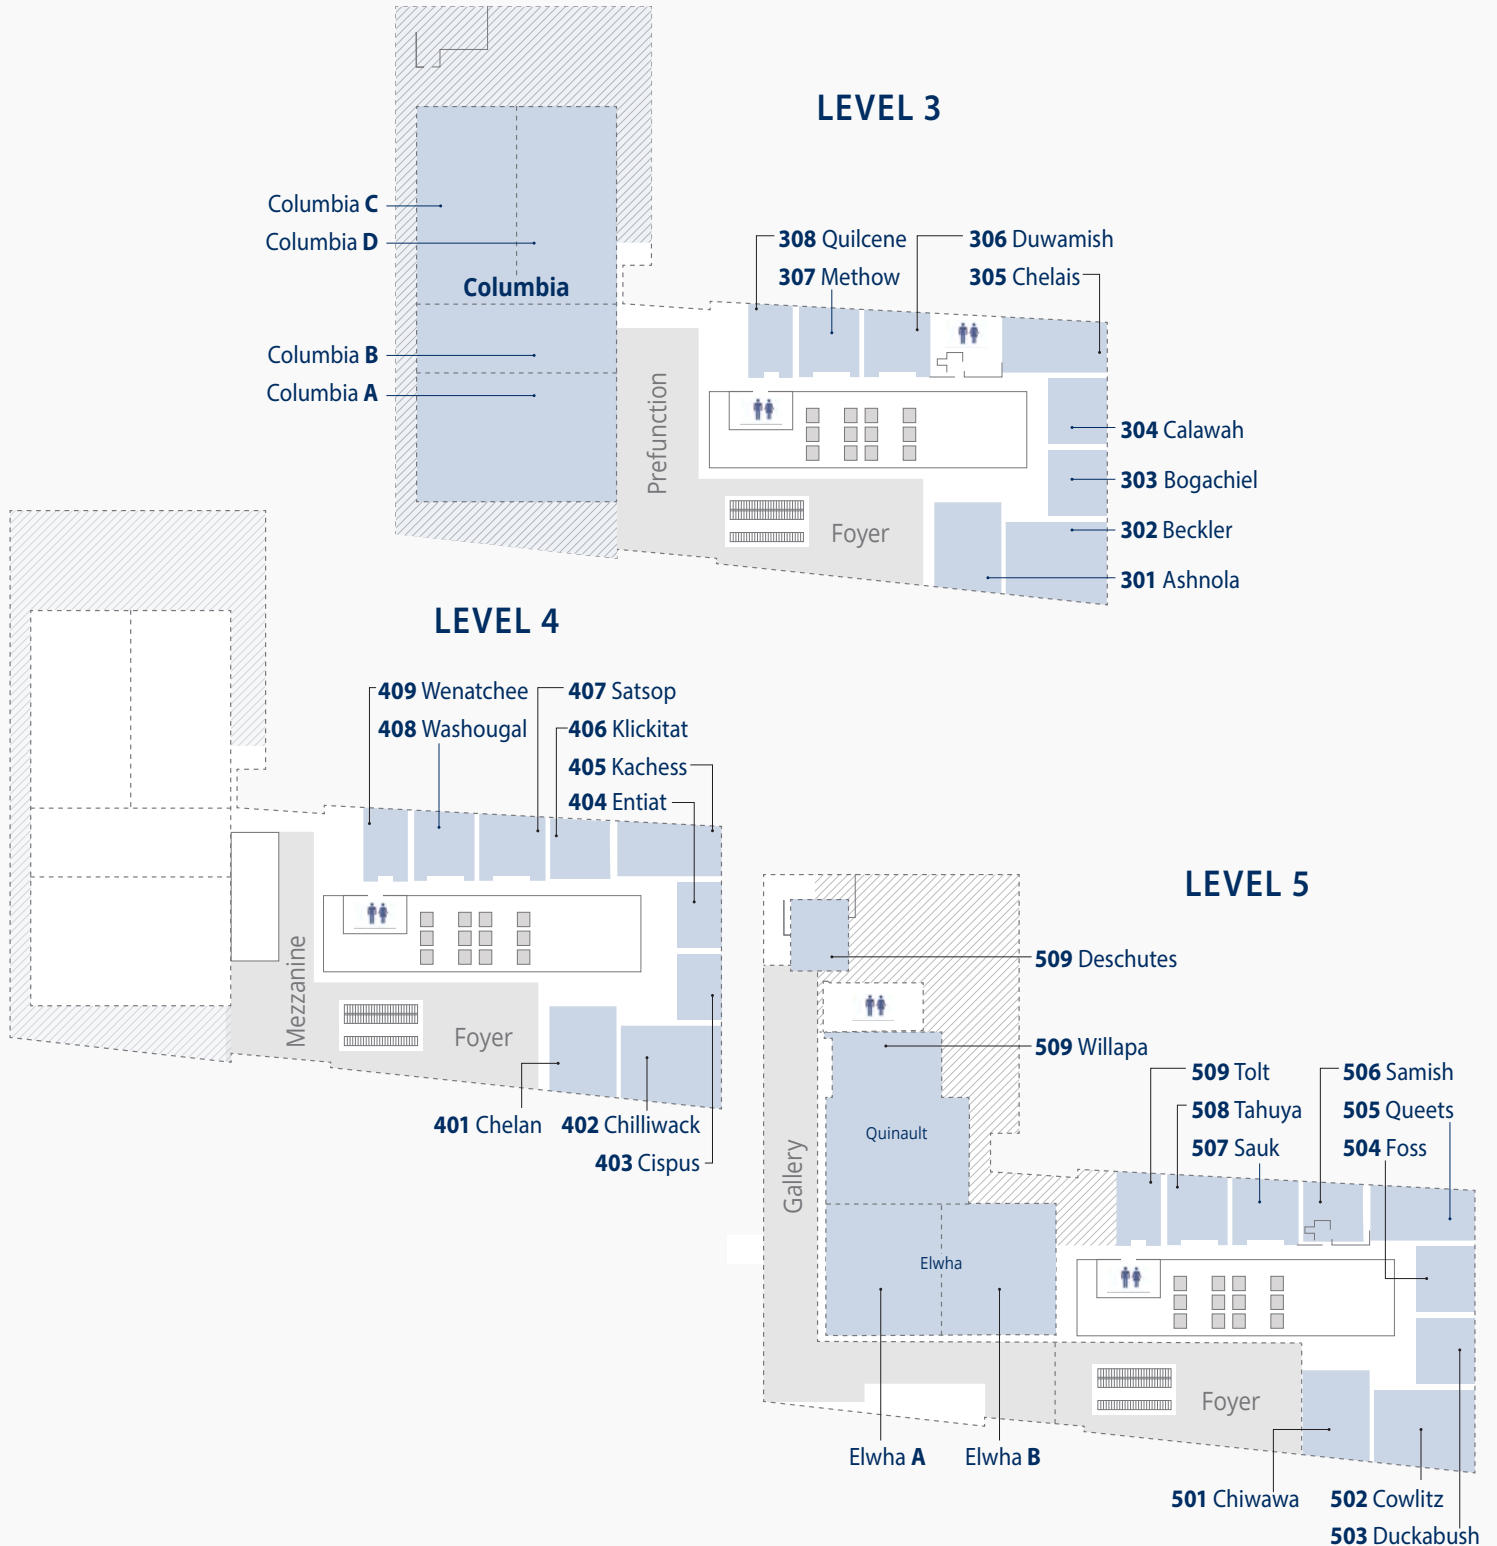 LEVEL 3
Columbia C
Columbia D
Columbia
Columbia B
Columbia A
308 Quilcene
307 Methow
306 Duwamish
305 Chelais
304 Calawah
303 Bogachiel
302 Beckler
301 Ashnola
Prefunction
Foyer
LEVEL 4
409 Wenatchee
408 Washougal
407 Satsop
406 Klickitat
405 Kachess
404 Entiat
Mezzanine
Foyer
401 Chelan
402 Chilliwack
403 Cispus
LEVEL 5
509 Deschutes
509 Willapa
Quinault
Gallery
Elwha
509 Tolt
508 Tahuya
507 Sauk
506 Samish
505 Queets
504 Foss
Foyer
Elwha A
Elwha B
501 Chiwawa
502 Cowlitz
503 Duckabush